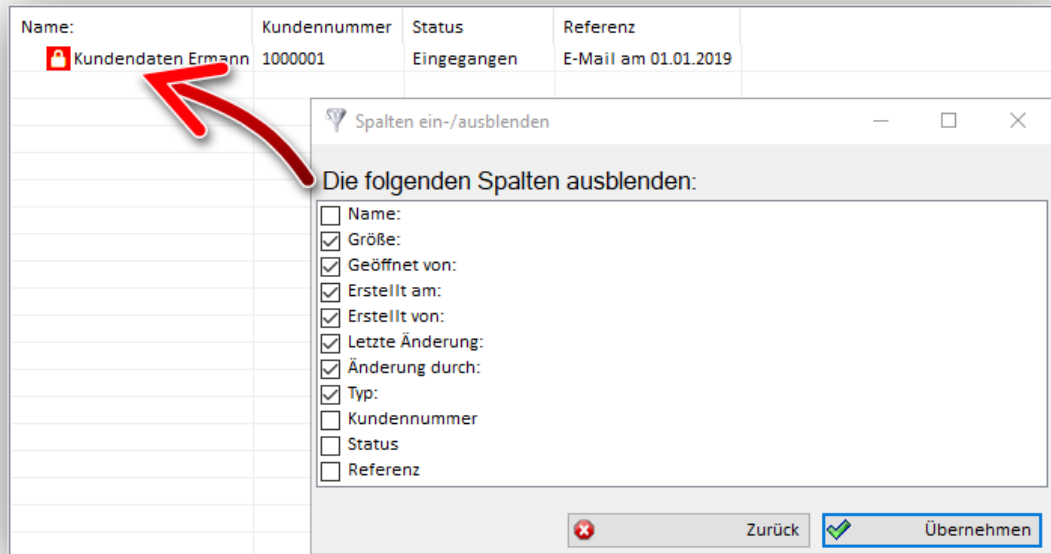 Name: Kundennummer Status Referenz
Kundendaten Ermann 1000001 Eingegangen E-Mail am 01.01.2019
Spalten ein-/ausblenden
Die folgenden Spalten ausblenden:
Name:
Größe:
Geöffnet von:
Erstellt am:
Erstellt von:
Letzte Änderung:
Änderung durch:
Typ:
Kundennummer
Status
Referenz
Zurück Übernehmen